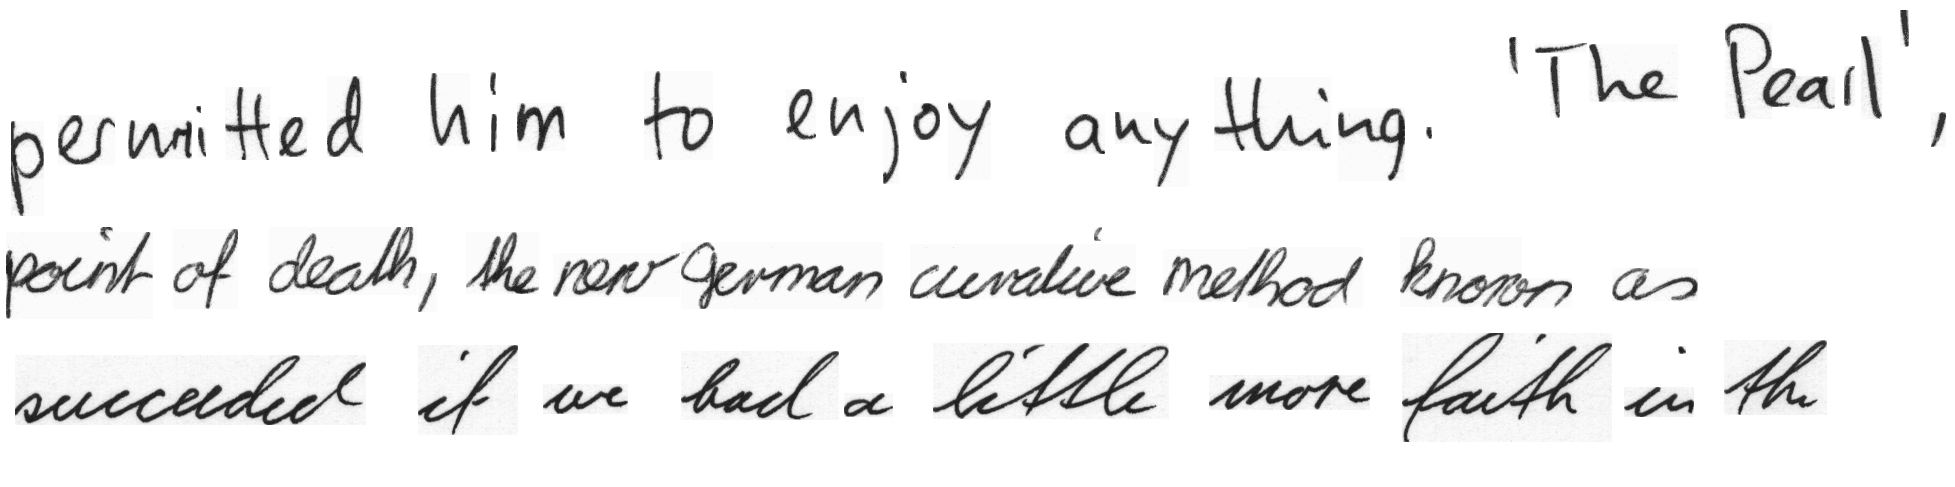 permitted him to enjoy anything. 'The Pearl',
point of death, the new German curative method known as
succeeded if we had a little more faith in the